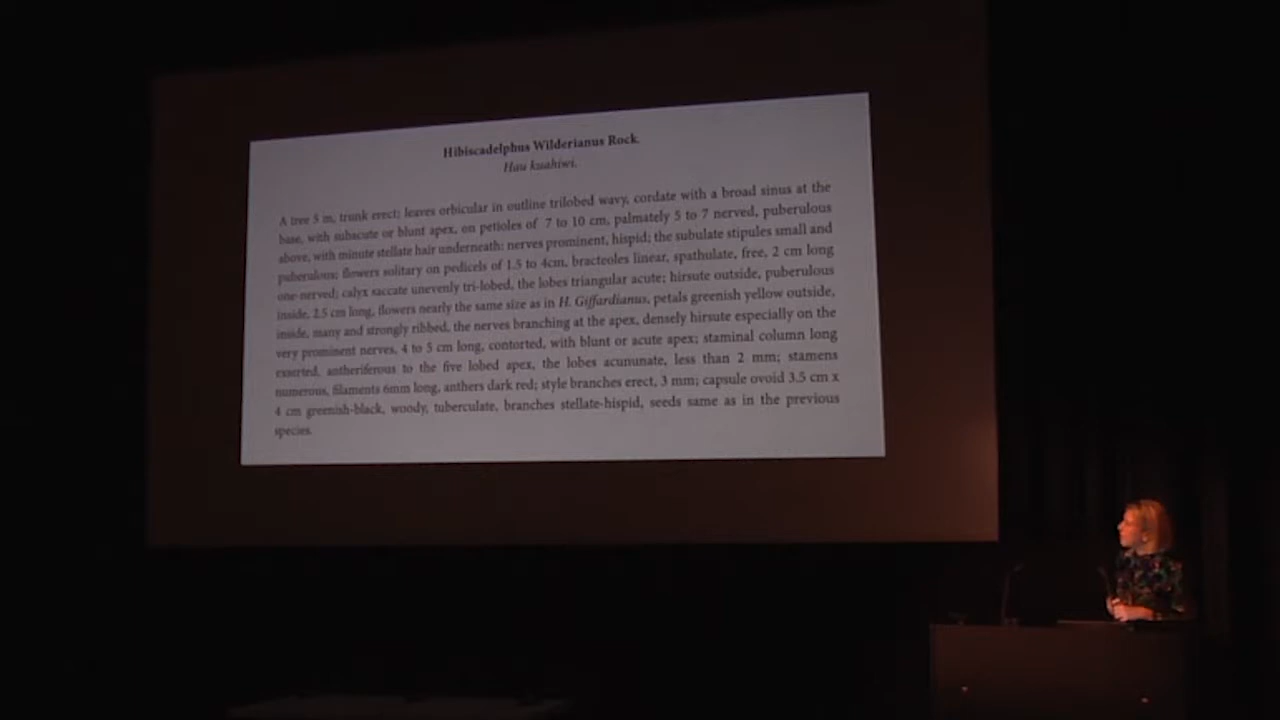 Hibiscadelphus Wilderianus Rock.
Hau kuahiwi.
A tree 5 m, trunk erect; leaves orbicular in outline trilobed wavy, cordate with a broad sinus at the
base, with subacute or blunt apex, on petioles of 7 to 10 cm, palmately 5 to 7 nerved, puberulous
above, with minute stellate hair underneath; nerves prominent, hispid; the subulate stipules small and
puberulous; flowers solitary on pedicels of 1.5 to 4cm, bracteoles linear, spathulate, free, 2 cm long
one-nerved; calyx saccate unevenly tri-lobed, the lobes triangular acute; hirsute outside, puberulous
inside, 2.5 cm long, flowers nearly the same size as in H. Giffardianus, petals greenish yellow outside,
inside, many and strongly ribbed, the nerves branching at the apex, densely hirsute especially on the
very prominent nerves, 4 to 5 cm long, contorted, with blunt or acute apex; staminal column long
exserted, antheriferous to the five lobed apex, the lobes acununate, less than 2 mm; stamens
numerous, filaments 6mm long, anthers dark red; style branches erect, 3 mm; capsule ovoid 3.5 cm x
4 cm greenish-black, woody, tuberculate, branches stellate-hispid, seeds same as in the previous
species.